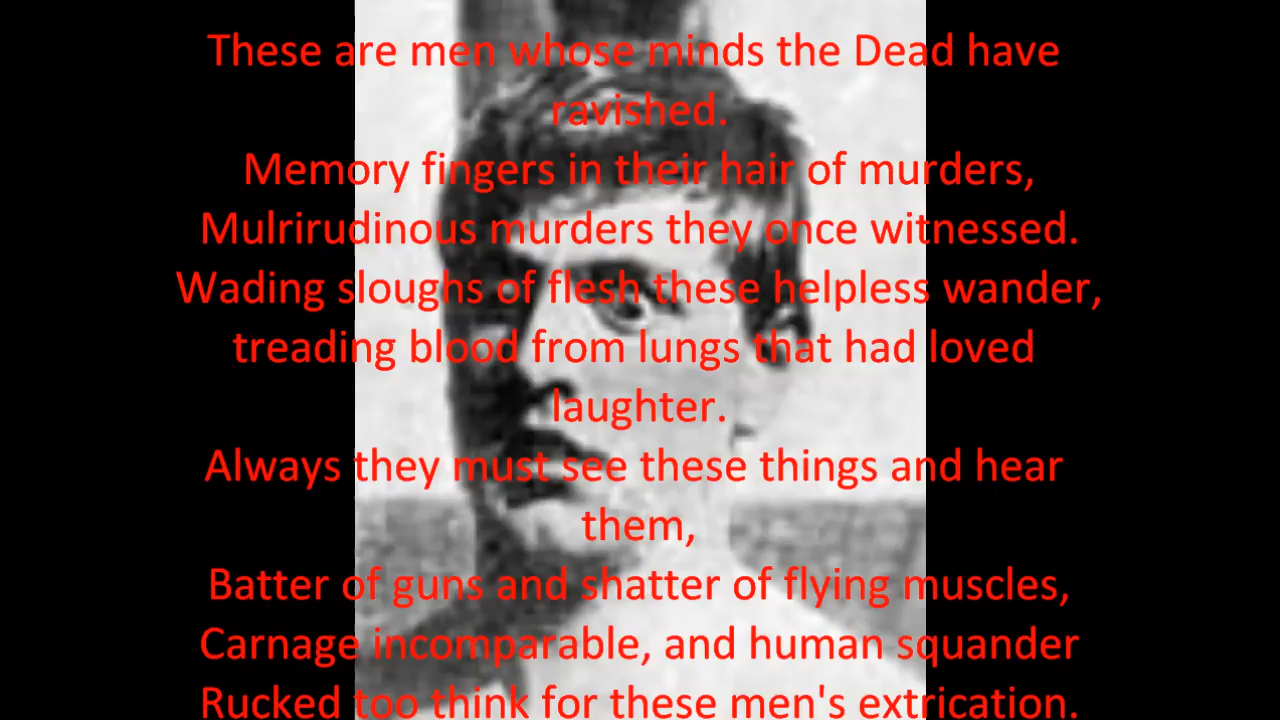 These are men whose minds the Dead have
ravished.
Memory fingers in their hair of murders,
Mulrirudinous murders they once witnessed.
Wading sloughs of flesh these helpless wander,
treading blood from lungs that had loved
laughter.
Always they must see these things and hear
them,
Batter of guns and shatter of flying muscles,
Carnage incomparable, and human squander
Rucked too think for these men's extrication.